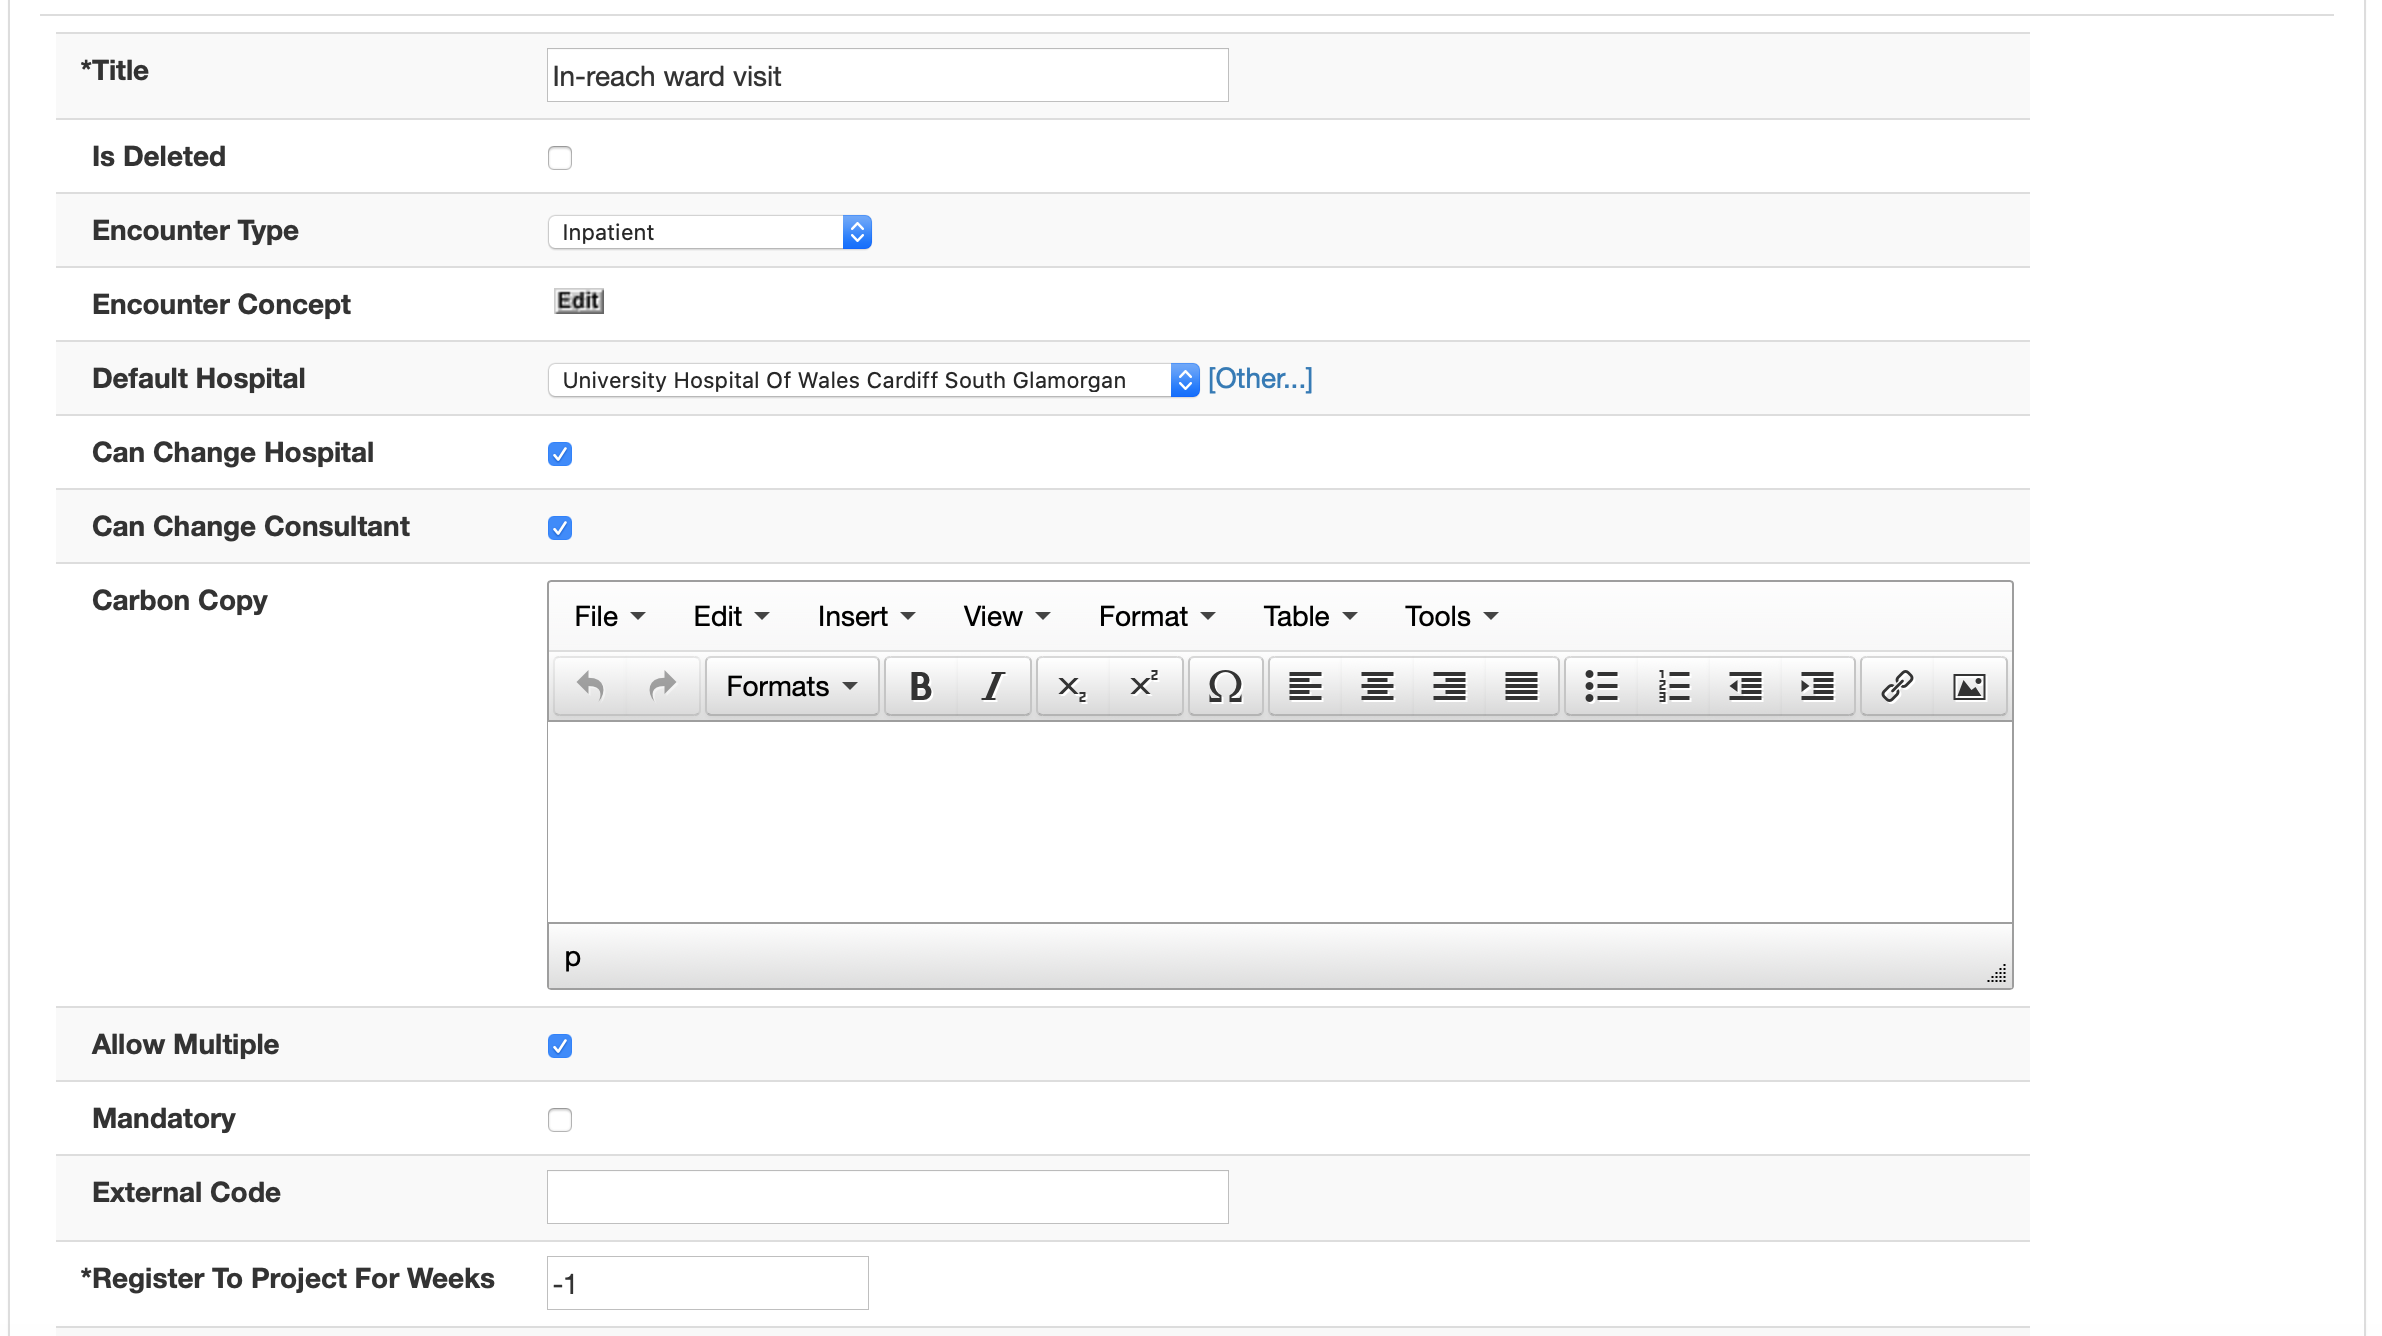 *Title In-reach ward visit
Is Deleted
Encounter Type Inpatient
Encounter Concept Edit
Default Hospital University Hospital Of Wales Cardiff South Glamorgan [Other...]
Can Change Hospital
Can Change Consultant
Carbon Copy File Edit Insert View Format Table Tools
Formats B I x₂ x² Ω
p
Allow Multiple
Mandatory
External Code
*Register To Project For Weeks -1